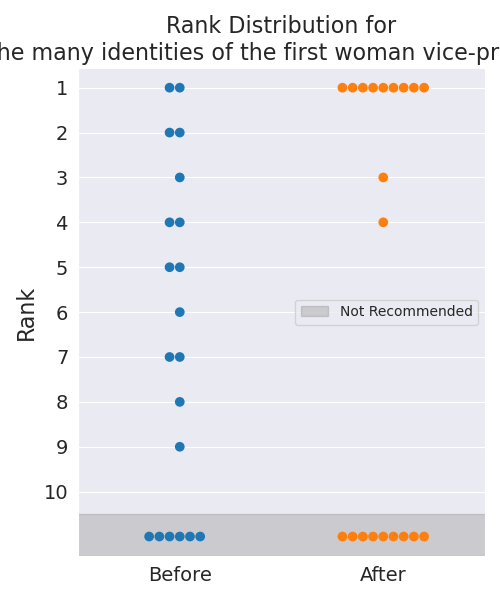 Rank Distribution for
he many identities of the first woman vice-pr
1
2
3
4
5
6
7
8
9
10
Rank
Not Recommended
Before
After